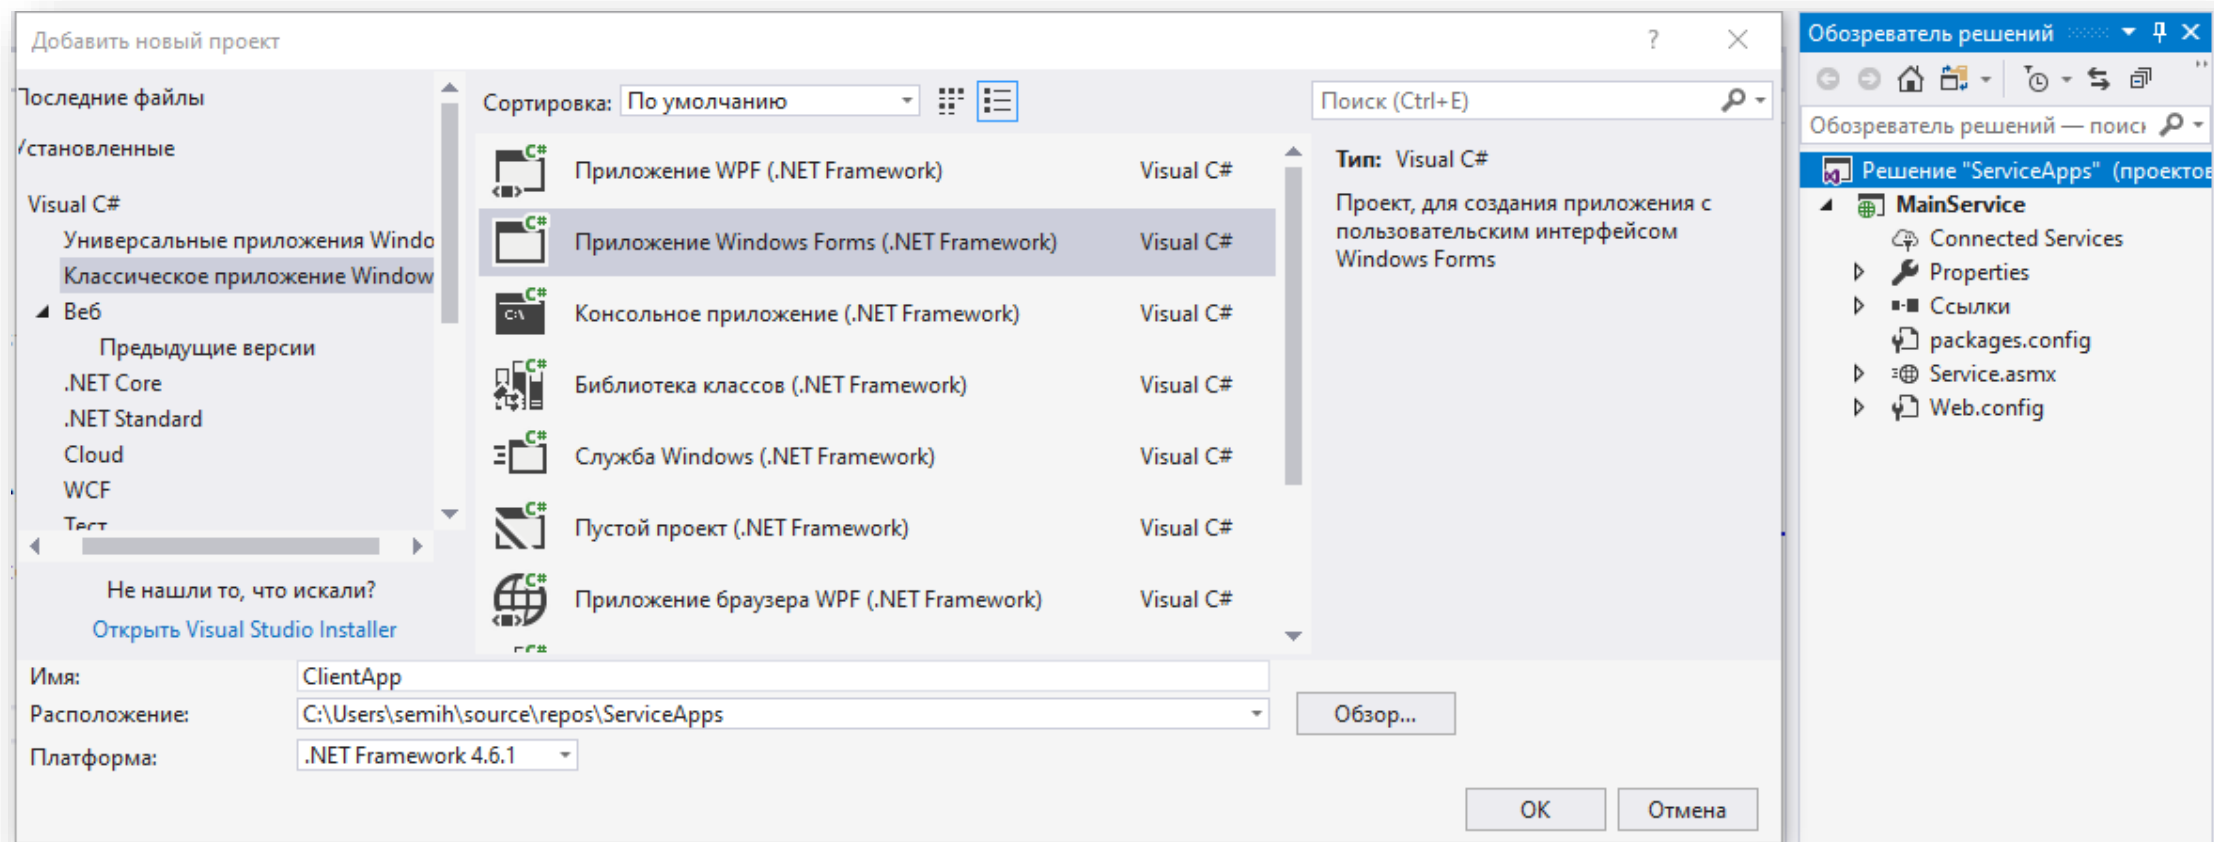 Добавить новый проект
Последние файлы
Установленные
Visual C#
Универсальные приложения Windo
Классическое приложение Window
Веб
Предыдущие версии
.NET Core
.NET Standard
Cloud
WCF
Тест
Не нашли то, что искали?
Открыть Visual Studio Installer
Сортировка: По умолчанию
Приложение WPF (.NET Framework) Visual C#
Приложение Windows Forms (.NET Framework) Visual C#
Консольное приложение (.NET Framework) Visual C#
Библиотека классов (.NET Framework) Visual C#
Служба Windows (.NET Framework) Visual C#
Пустой проект (.NET Framework) Visual C#
Приложение браузера WPF (.NET Framework) Visual C#
Поиск (Ctrl+E)
Тип: Visual C#
Проект, для создания приложения с
пользовательским интерфейсом
Windows Forms
Имя: ClientApp
Расположение: C:\Users\semih\source\repos\ServiceApps
Обзор...
Платформа: .NET Framework 4.6.1
ОК
Отмена
Обозреватель решений
Обозреватель решений — поиск
Решение "ServiceApps" (проектов
MainService
Connected Services
Properties
Ссылки
packages.config
Service.asmx
Web.config